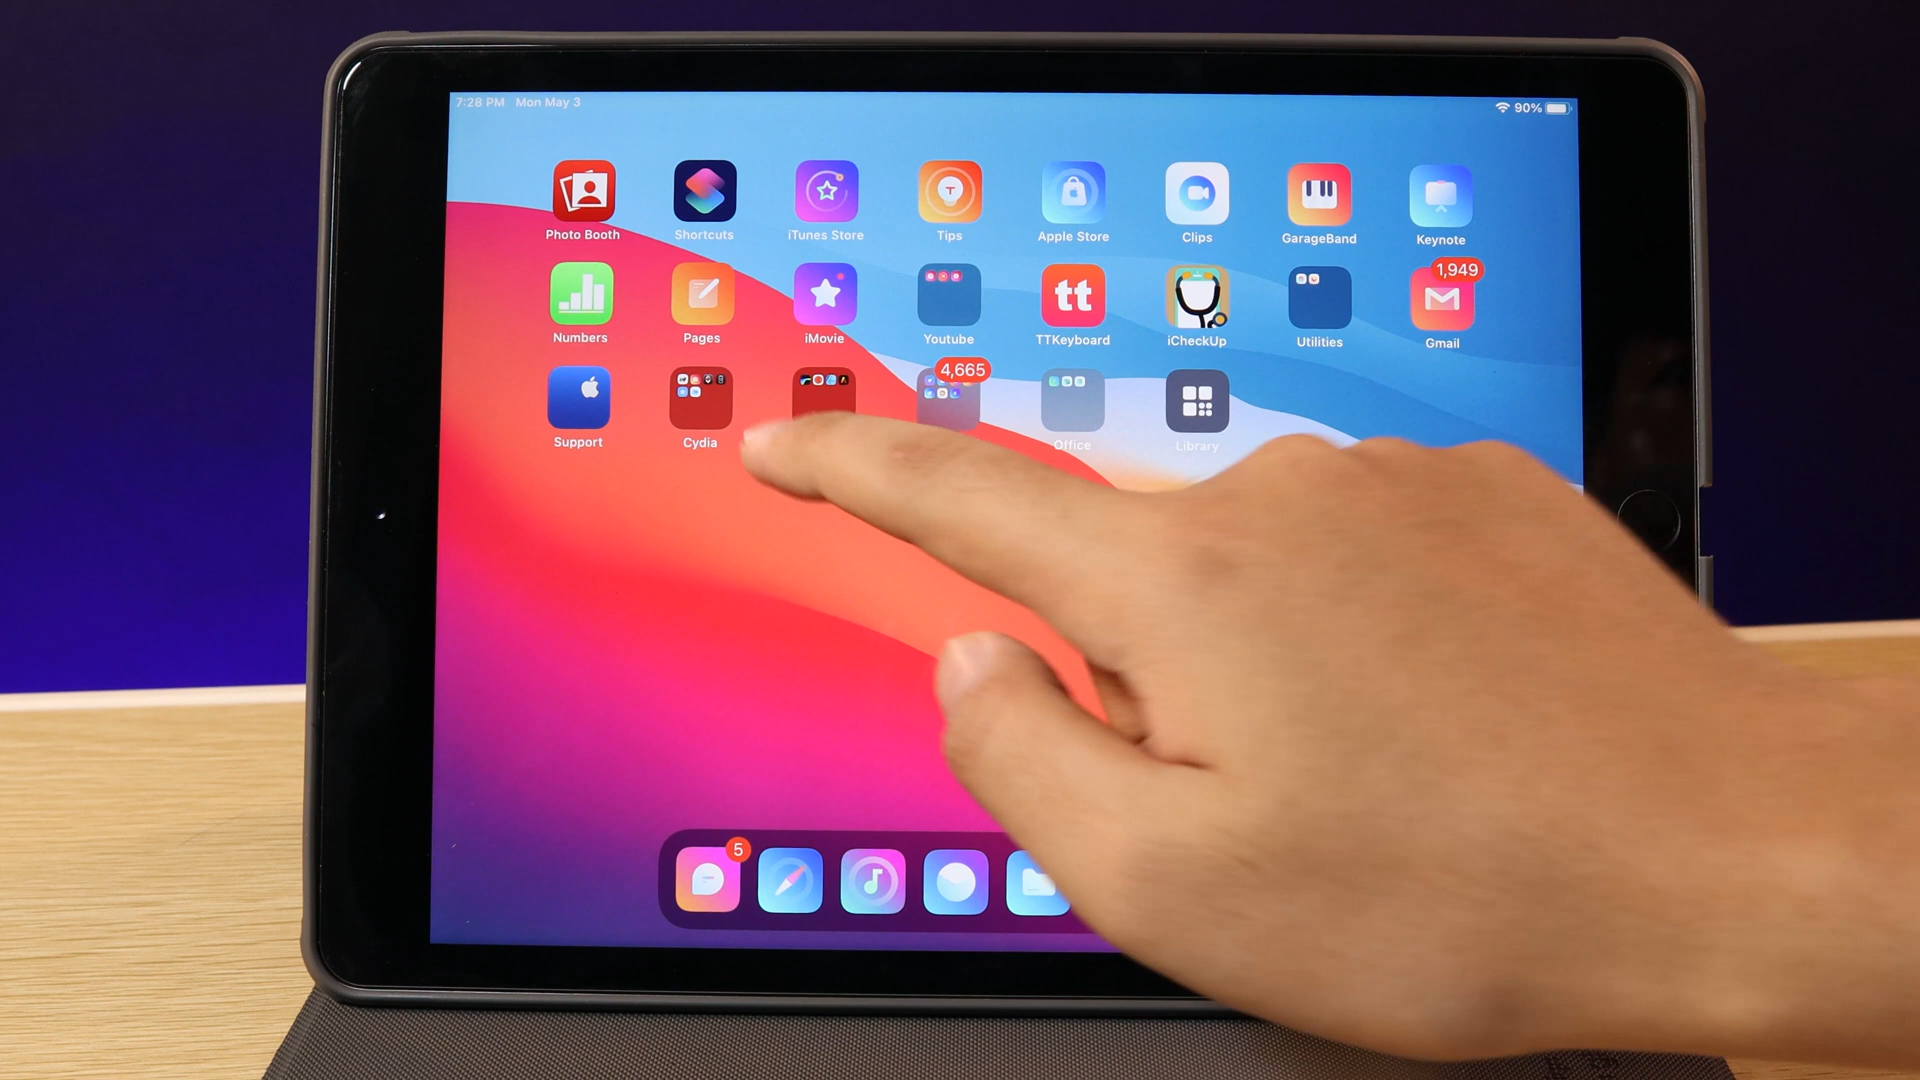 7:28 PM Mon May 3
90%
Photo Booth
Shortcuts
iTunes Store
Tips
Apple Store
Clips
GarageBand
Keynote
1,949
Numbers
Pages
iMovie
Youtube
tt
TTKeyboard
iCheckUp
Utilities
Gmail
4,665
Support
Cydia
Office
Library
5